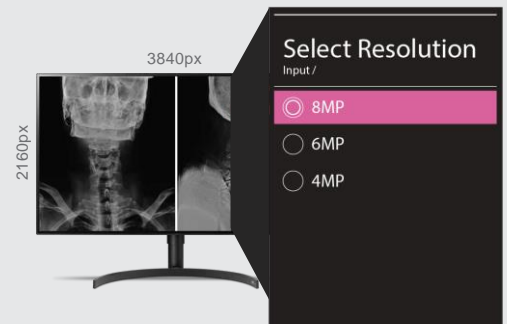 3840px
2160px
Select Resolution
Input /
8MP
6MP
4MP